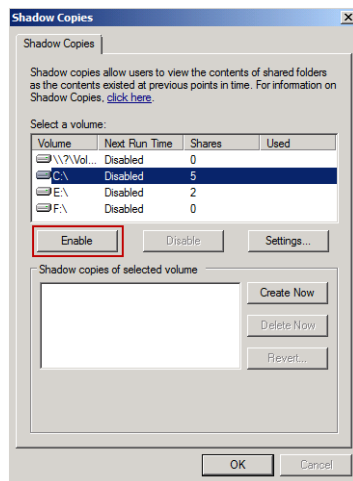 Shadow Copies
Shadow Copies
Shadow copies allow users to view the contents of shared folders
as the contents existed at previous points in time. For information on
Shadow Copies, click here.
Select a volume:
Volume Next Run Time Shares Used
\\?\Vol... Disabled 0
C:\ Disabled 5
E:\ Disabled 2
F:\ Disabled 0
Enable Disable Settings...
Shadow copies of selected volume
Create Now
Delete Now
Revert...
OK Cancel